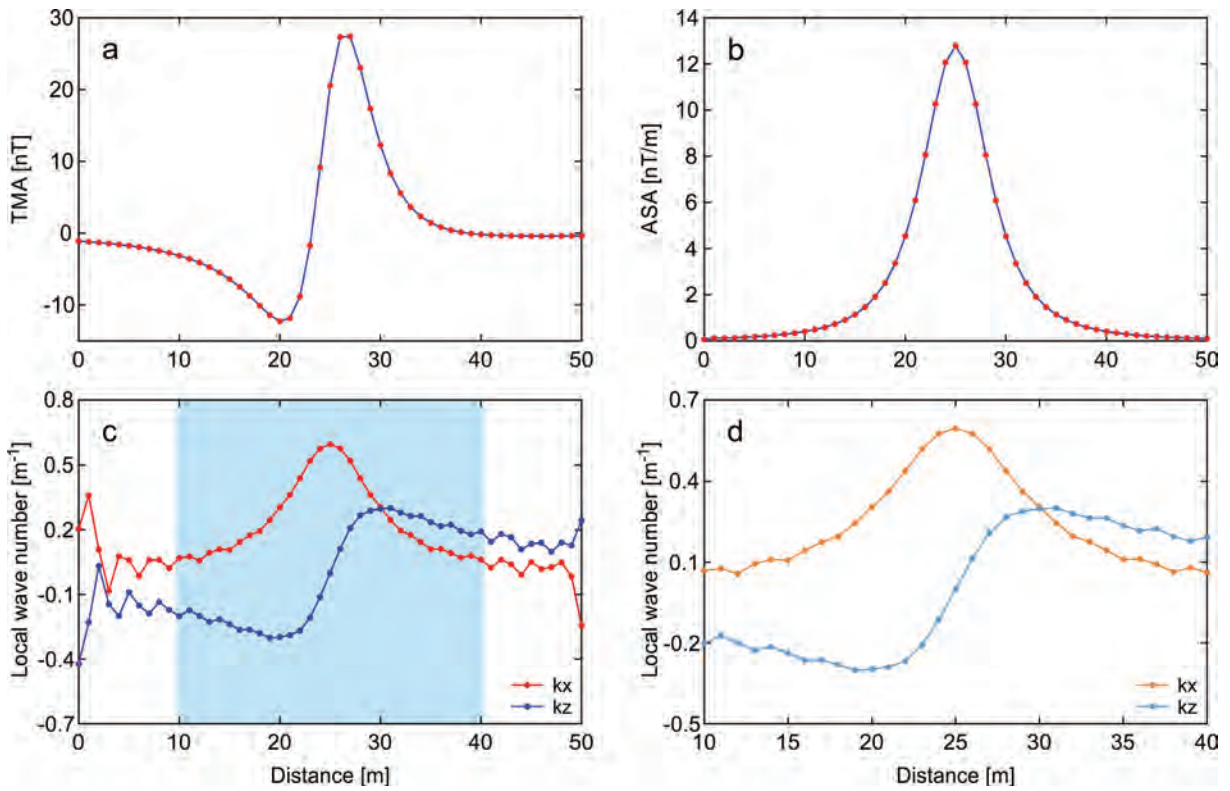 a
TMA [nT]
30
20
10
0
-10
0 10 20 30 40 50
b
ASA [nT/m]
14
12
10
8
6
4
2
0
0 10 20 30 40 50
c
Local wave number [m-1]
0.8
0.5
0.2
-0.1
-0.4
-0.7
kx
kz
0 10 20 30 40 50
Distance [m]
d
Local wave number [m-1]
0.7
0.4
0.1
-0.2
-0.5
kx
kz
10 15 20 25 30 35 40
Distance [m]